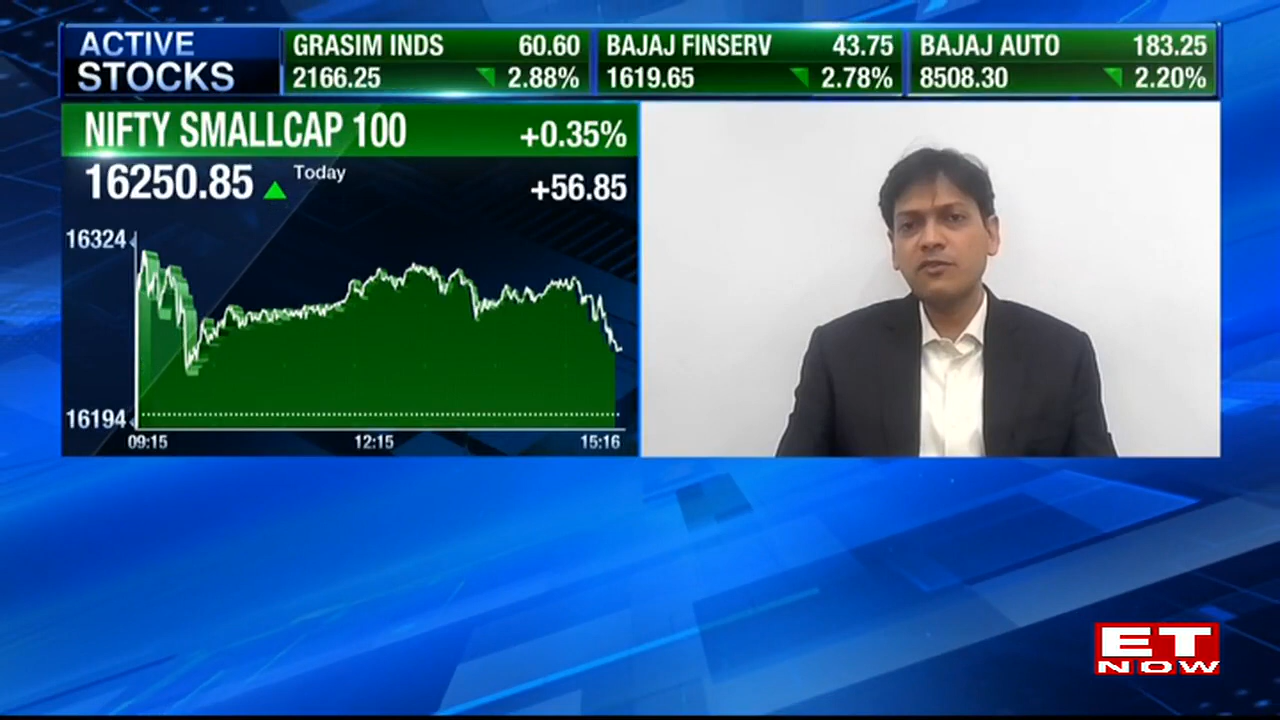 ACTIVE
STOCKS
GRASIM INDS 60.60
2166.25 2.88%
BAJAJ FINSERV 43.75
1619.65 2.78%
BAJAJ AUTO 183.25
8508.30 2.20%
NIFTY SMALLCAP 100 +0.35%
16250.85 Today +56.85
16324
16194
09:15 12:15 15:16
ET
NOW